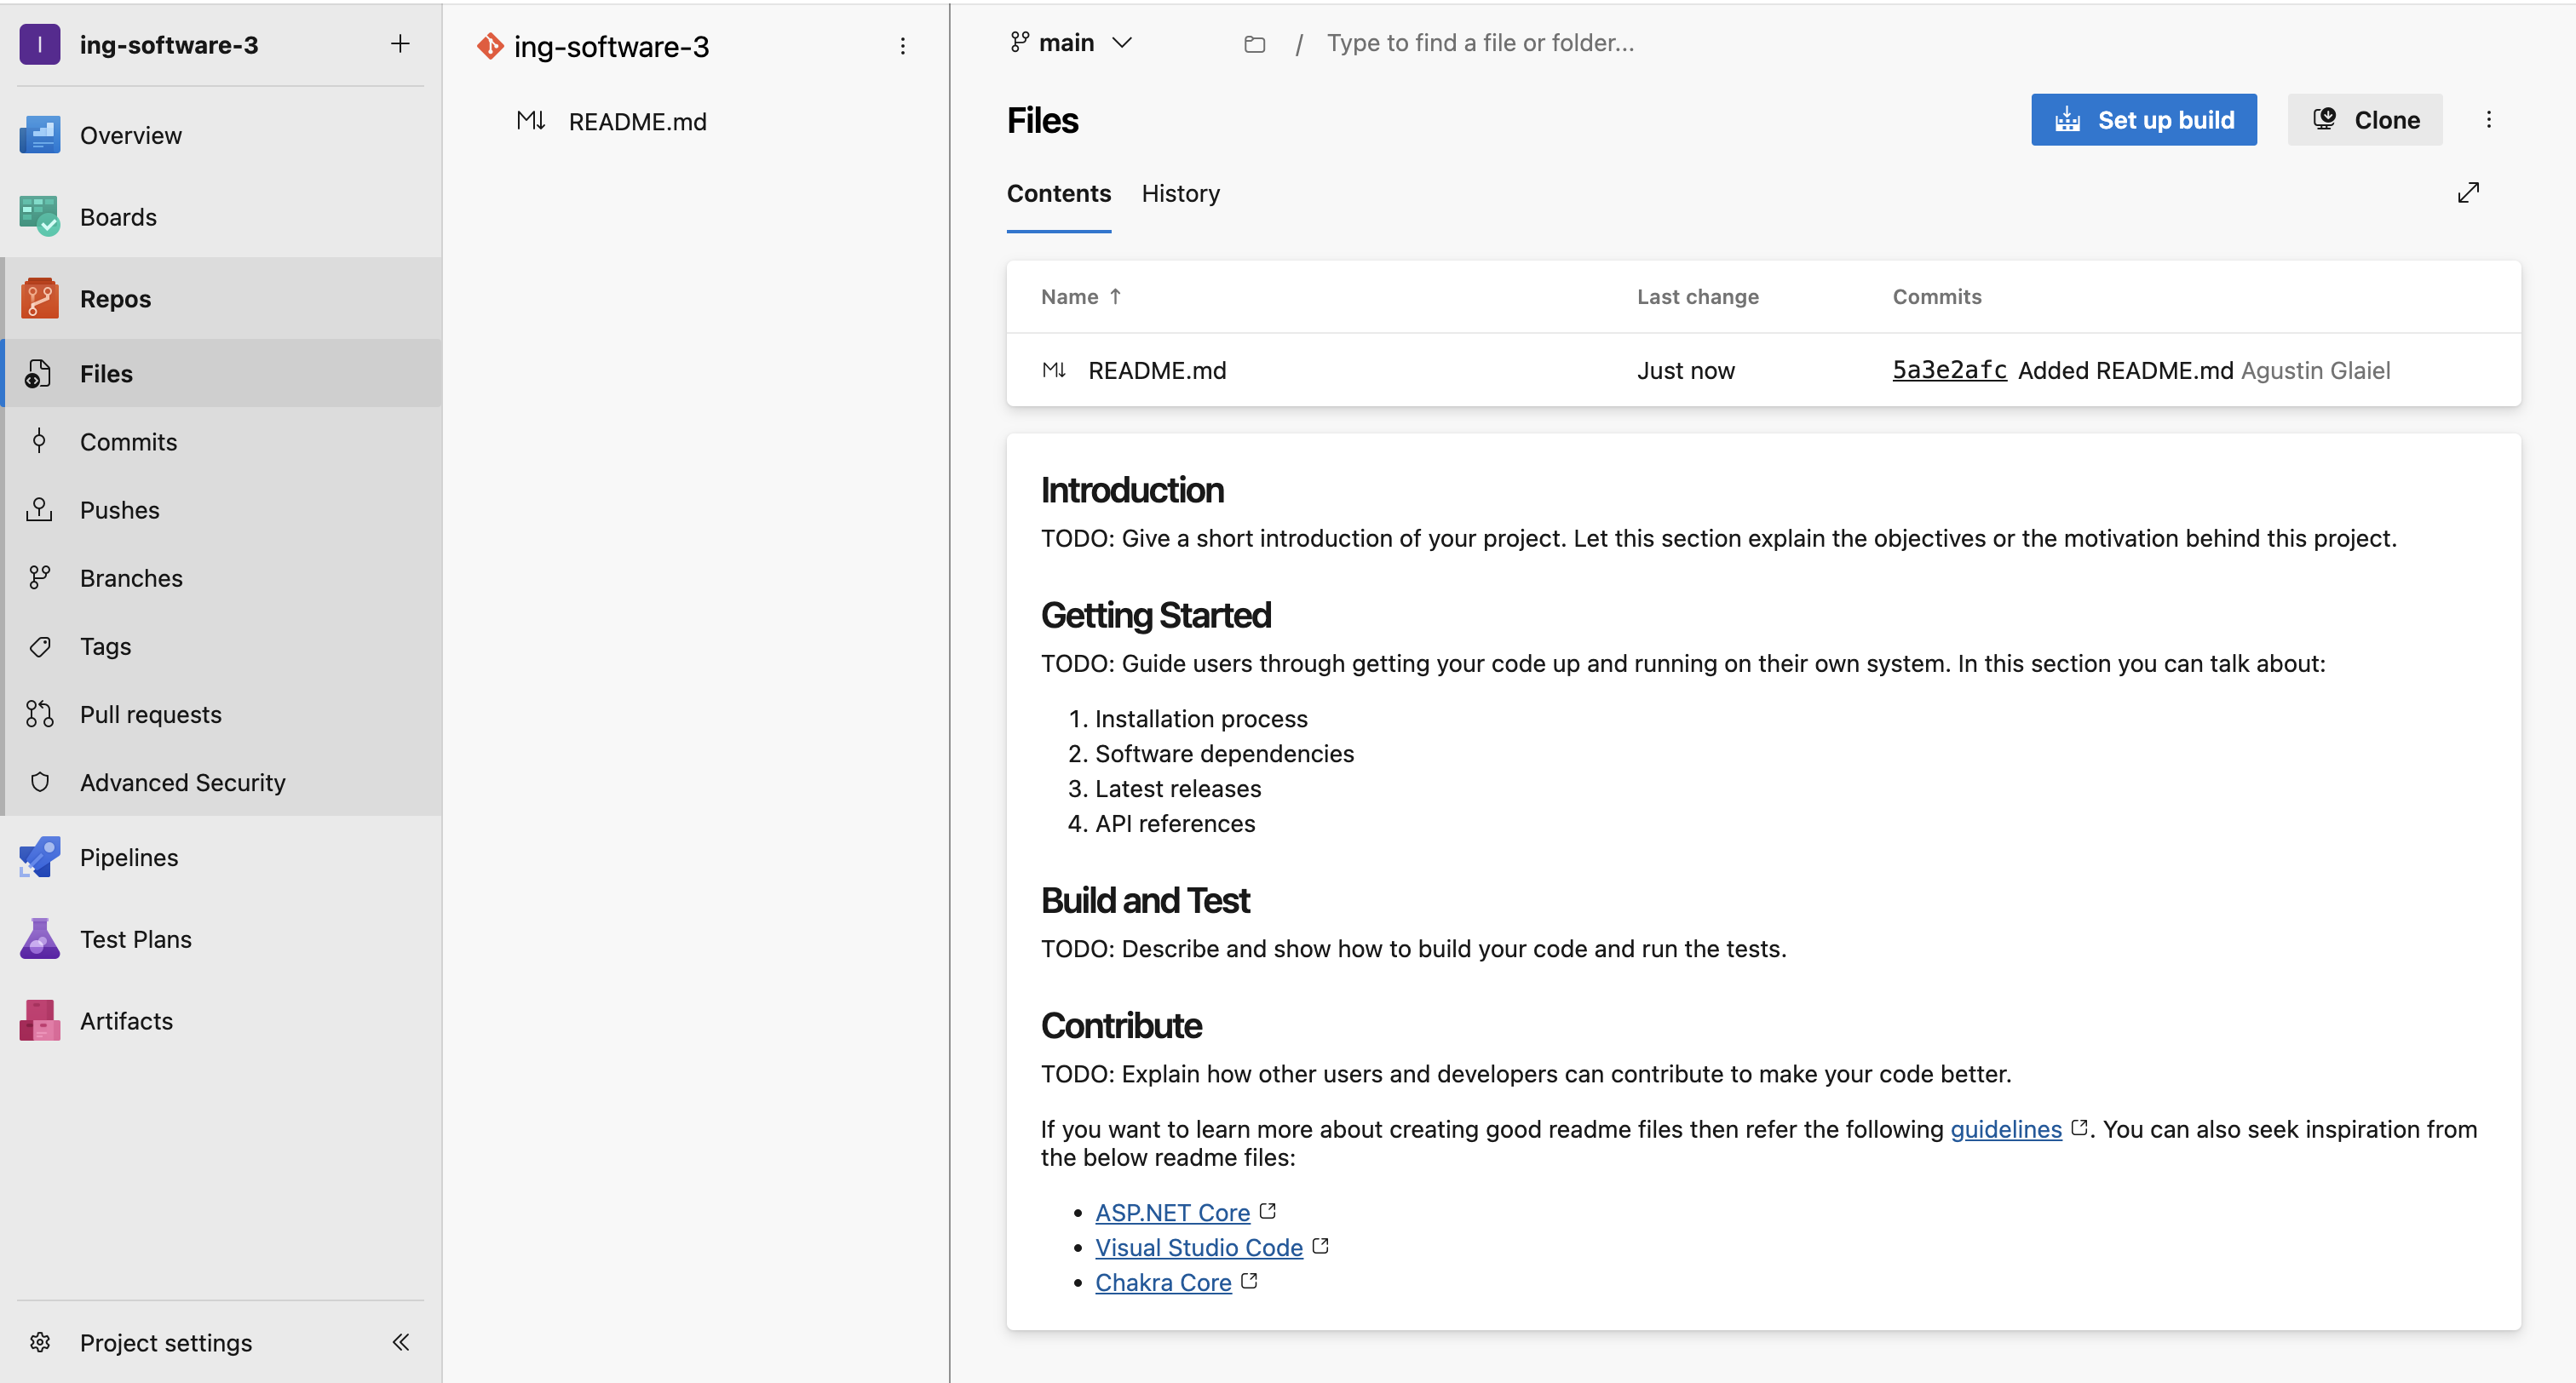 I ing-software-3
Overview
Boards
Repos
Files
Commits
Pushes
Branches
Tags
Pull requests
Advanced Security
Pipelines
Test Plans
Artifacts
Project settings
ing-software-3
README.md
main / Type to find a file or folder...
Files
Set up build Clone
Contents History
Name ↑ Last change Commits
README.md Just now 5a3e2afc Added README.md Agustin Glaiel
Introduction
TODO: Give a short introduction of your project. Let this section explain the objectives or the motivation behind this project.
Getting Started
TODO: Guide users through getting your code up and running on their own system. In this section you can talk about:
1. Installation process
2. Software dependencies
3. Latest releases
4. API references
Build and Test
TODO: Describe and show how to build your code and run the tests.
Contribute
TODO: Explain how other users and developers can contribute to make your code better.
If you want to learn more about creating good readme files then refer the following guidelines. You can also seek inspiration from
the below readme files:
• ASP.NET Core
• Visual Studio Code
• Chakra Core